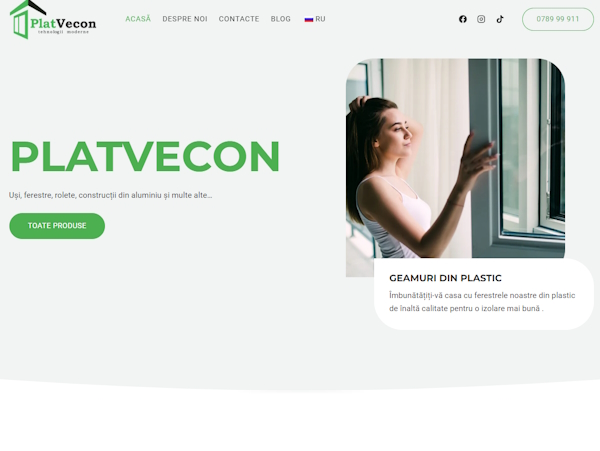 PlatVecon
tehnologii moderne
ACASĂ DESPRE NOI CONTACTE BLOG RU
0789 99 911
PLATVECON
Uși, ferestre, rolete, construcții din aluminiu și multe alte...
TOATE PRODUSE
GEAMURI DIN PLASTIC
Îmbunătățiți-vă casa cu ferestrele noastre din plastic
de înaltă calitate pentru o izolare mai bună .